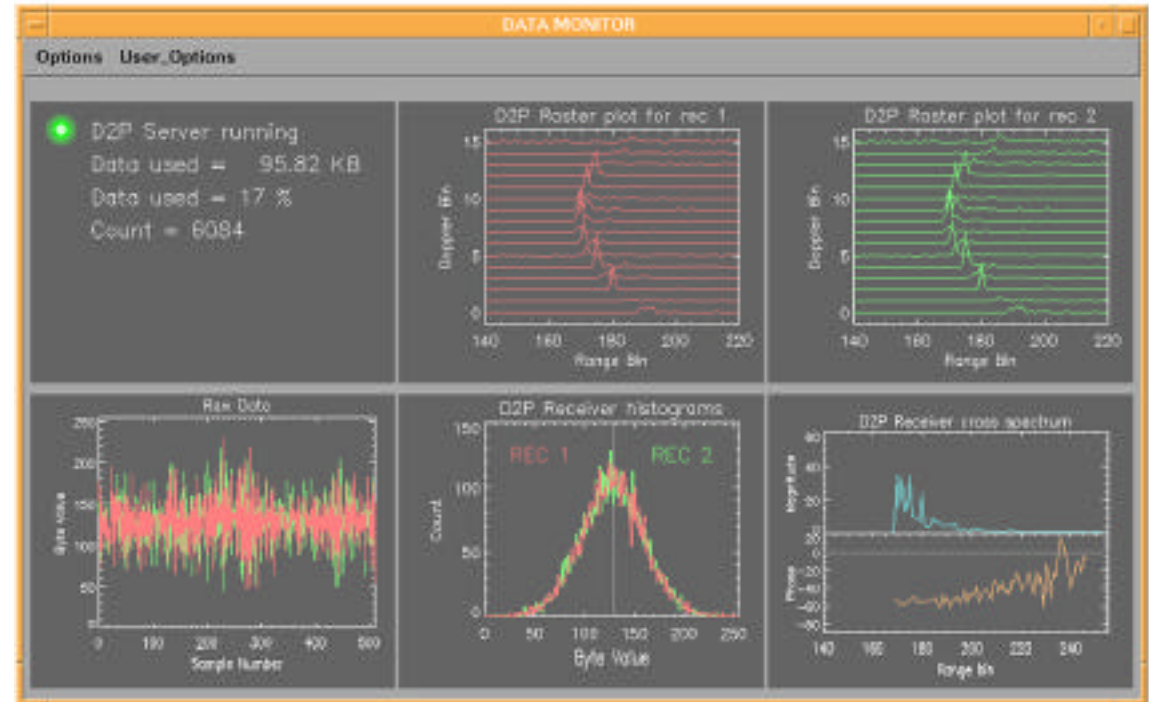 DATA MONITOR
Options User_Options
D2P Server running
Data used = 95.82 KB
Data used = 17 %
Count = 6084
D2P Raster plot for rec 1
15
10
5
0
Doppler Bin
140 160 180 200 220
Range Bin
D2P Raster plot for rec 2
15
10
5
0
Doppler Bin
140 160 180 200 220
Range Bin
Raw Data
250
200
150
100
50
0
Byte Value
0 100 200 300 400 500
Sample Number
D2P Receiver histograms
REC 1 REC 2
150
100
50
0
Count
0 50 100 150 200 250
Byte Value
D2P Receiver cross spectrum
Magnitude
Phase
140 160 180 200 220 240
Range Bin